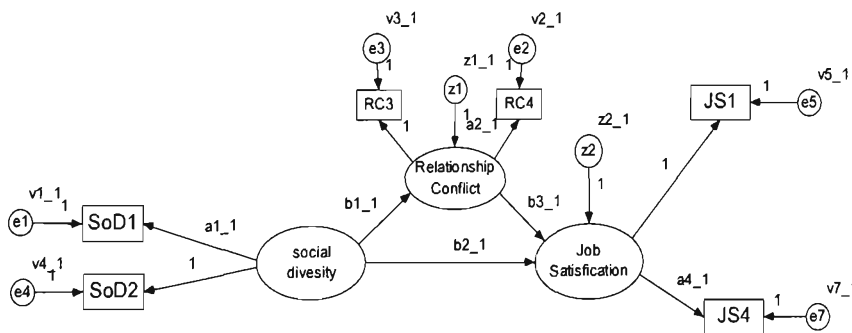 v3_1
v2_1
e3
z1_1
e2
1
1
z1
v5_1
RC3
RC4
1
JS1
e5
z2_1
1
1
a2_1
z2
Relationship
Conflict
1
1
v1_1
1
b1_1
b3_1
e1
SoD1
a1_1
social
divesity
b2_1
Job
Satisfication
v4_1
1
1
e4
SoD2
a4_1
v7_1
1
JS4
e7